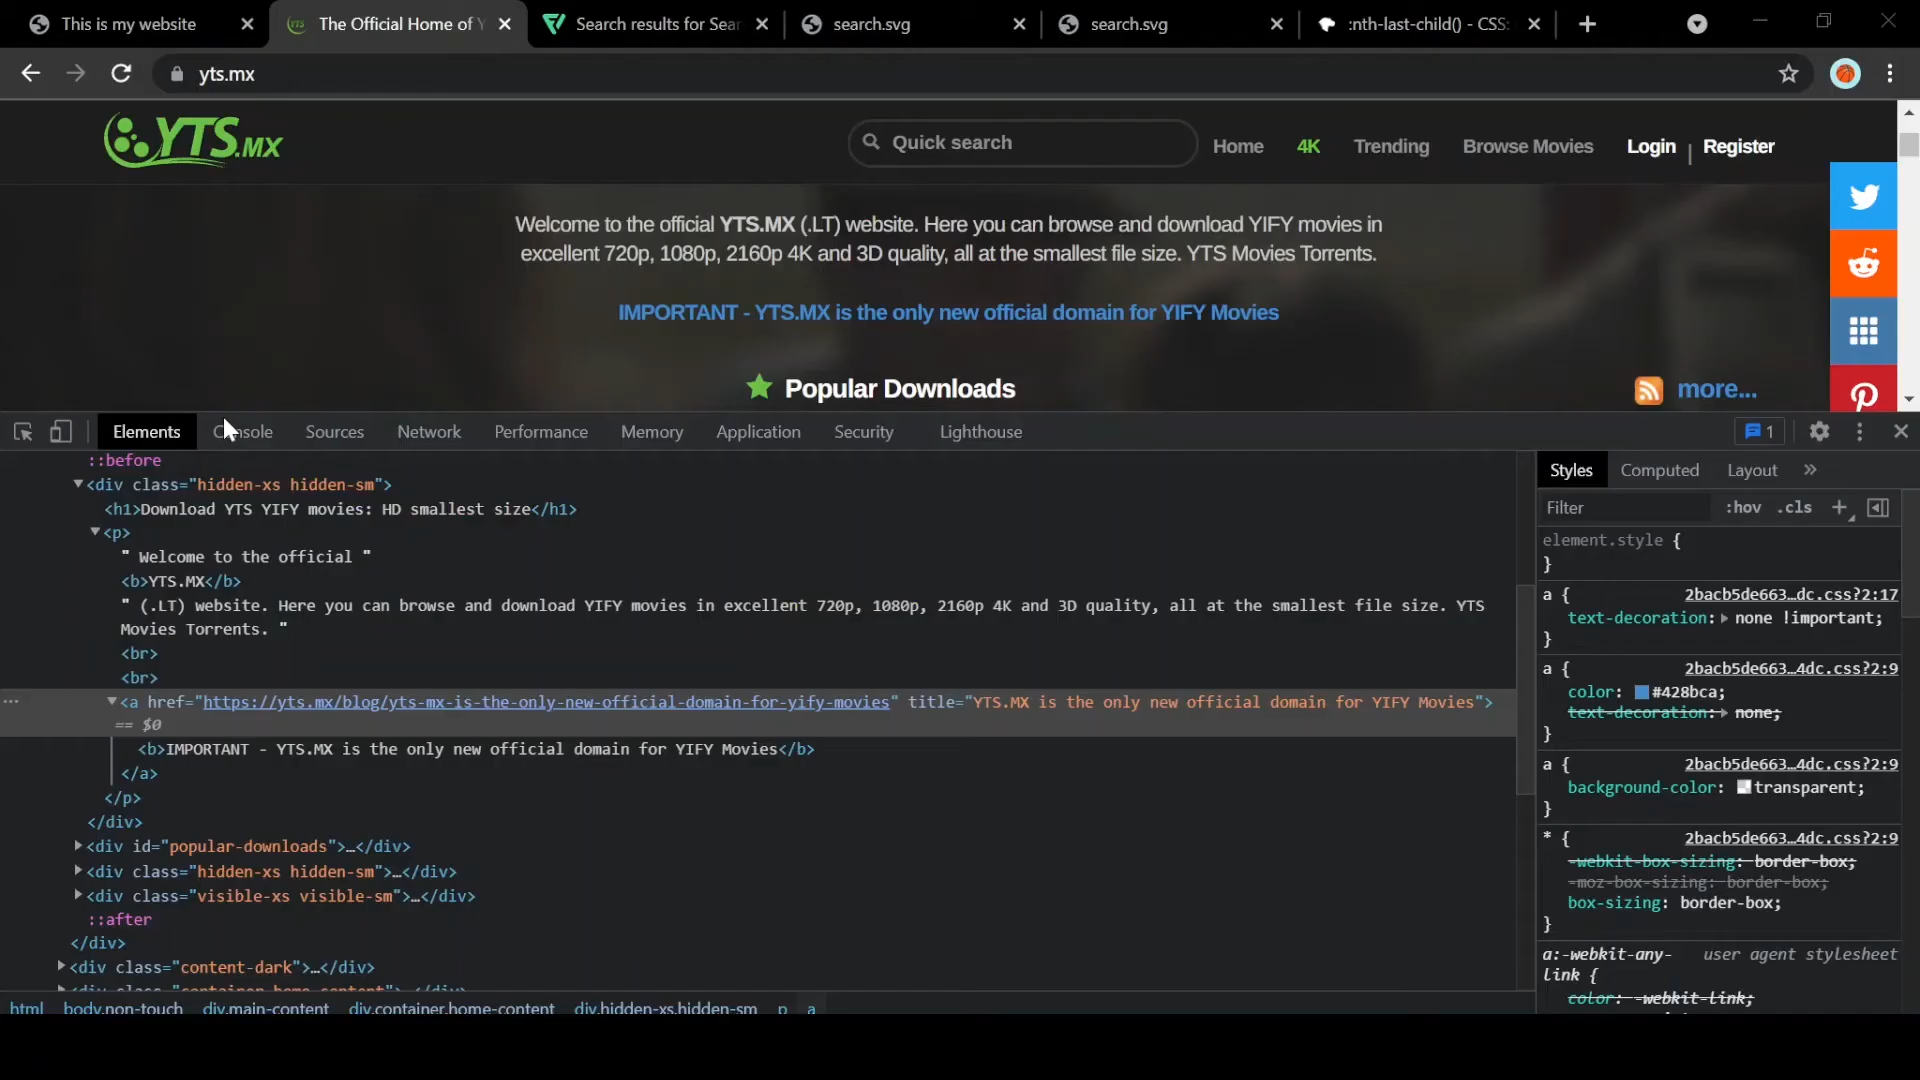 This is my website
The Official Home of Y
Search results for Sear
search.svg
search.svg
:nth-last-child() - CSS:
yts.mx
YTS.MX
Quick search
Home
4K
Trending
Browse Movies
Login | Register
Welcome to the official YTS.MX (.LT) website. Here you can browse and download YIFY movies in
excellent 720p, 1080p, 2160p 4K and 3D quality, all at the smallest file size. YTS Movies Torrents.
IMPORTANT - YTS.MX is the only new official domain for YIFY Movies
Popular Downloads
more...
Elements
Console
Sources
Network
Performance
Memory
Application
Security
Lighthouse
1
::before
<div class="hidden-xs hidden-sm">
<h1>Download YTS YIFY movies: HD smallest size</h1>
<p>
" Welcome to the official "
<b>YTS.MX</b>
" (.LT) website. Here you can browse and download YIFY movies in excellent 720p, 1080p, 2160p 4K and 3D quality, all at the smallest file size. YTS
Movies Torrents. "
<br>
<br>
<a href="https://yts.mx/blog/yts-mx-is-the-only-new-official-domain-for-yify-movies" title="YTS.MX is the only new official domain for YIFY Movies">
== $0
<b>IMPORTANT - YTS.MX is the only new official domain for YIFY Movies</b>
</a>
</p>
</div>
<div id="popular-downloads">…</div>
<div class="hidden-xs hidden-sm">…</div>
<div class="visible-xs visible-sm">…</div>
::after
</div>
<div class="content-dark">…</div>
<div class="container home-content">…</div>
html body.non-touch div.main-content div.container.home-content div.hidden-xs.hidden-sm p a
Styles
Computed
Layout
Filter
:hov .cls
element.style {
}
a { 2bacb5de663…dc.css?2:17
text-decoration: none !important;
}
a { 2bacb5de663…4dc.css?2:9
color: #428bca;
text-decoration: none;
}
a { 2bacb5de663…4dc.css?2:9
background-color: transparent;
}
* { 2bacb5de663…4dc.css?2:9
-webkit-box-sizing: border-box;
-moz-box-sizing: border-box;
box-sizing: border-box;
}
a:-webkit-any- user agent stylesheet
link {
color: -webkit-link;